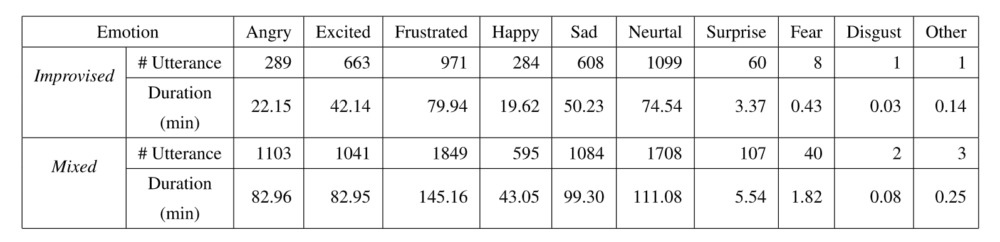 Emotion Angry Excited Frustrated Happy Sad Neurtal Surprise Fear Disgust Other
Improvised # Utterance 289 663 971 284 608 1099 60 8 1 1
Duration (min) 22.15 42.14 79.94 19.62 50.23 74.54 3.37 0.43 0.03 0.14
Mixed # Utterance 1103 1041 1849 595 1084 1708 107 40 2 3
Duration (min) 82.96 82.95 145.16 43.05 99.30 111.08 5.54 1.82 0.08 0.25